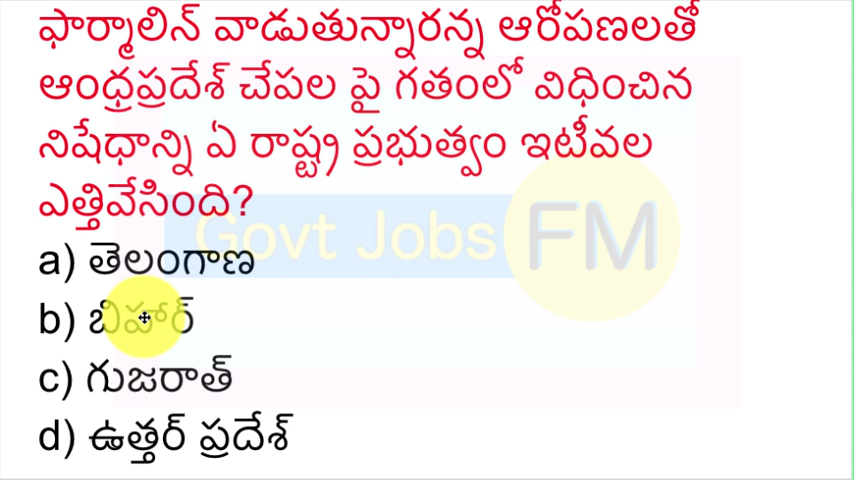 ఫార్మాలిన్ వాడుతున్నారన్న ఆరోపణలతో
ఆంధ్రప్రదేశ్ చేపల పై గతంలో విధించిన
నిషేధాన్ని ఏ రాష్ట్ర ప్రభుత్వం ఇటీవల
ఎత్తివేసింది?
Govt Jobs FM
a) తెలంగాణ
b) బిహార్
c) గుజరాత్
d) ఉత్తర్ ప్రదేశ్